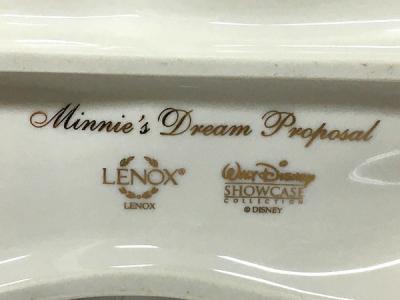 Minnie's Dream Proposal
LENOX®
LENOX
WALT DISNEY
SHOWCASE
COLLECTION
© DISNEY